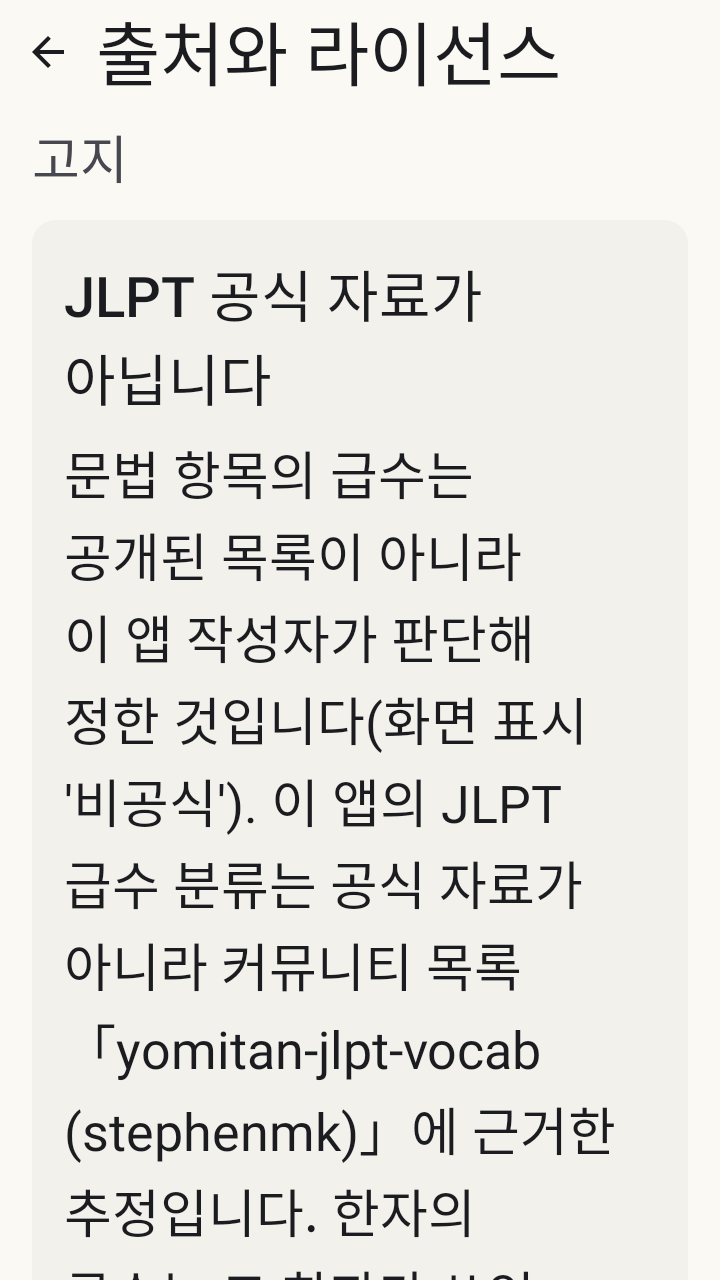 출처와 라이선스
고지
JLPT 공식 자료가
아닙니다
문법 항목의 급수는
공개된 목록이 아니라
이 앱 작성자가 판단해
정한 것입니다(화면 표시
'비공식'). 이 앱의 JLPT
급수 분류는 공식 자료가
아니라 커뮤니티 목록
「yomitan-jlpt-vocab
(stephenmk)」에 근거한
추정입니다. 한자의